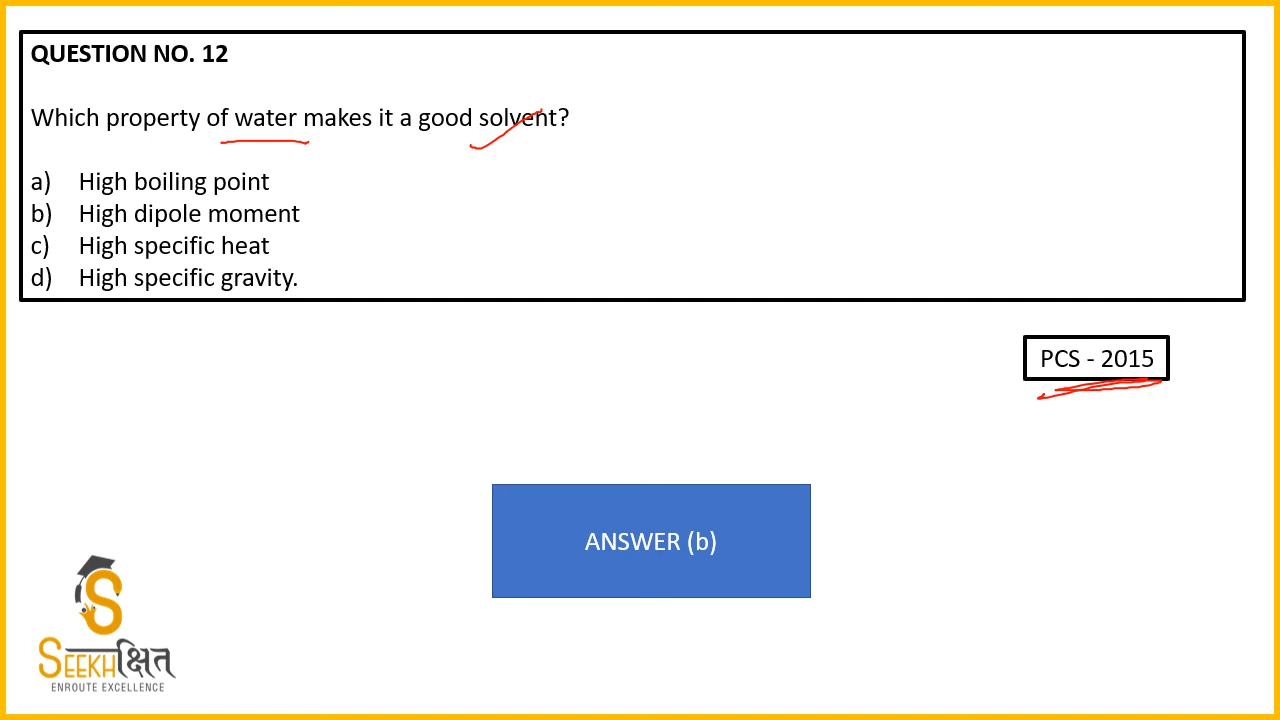 QUESTION NO. 12
Which property of water makes it a good solvent?
a) High boiling point
b) High dipole moment
c) High specific heat
d) High specific gravity.
PCS - 2015
ANSWER (b)
S
SEEKHक्षित
ENROUTE EXCELLENCE